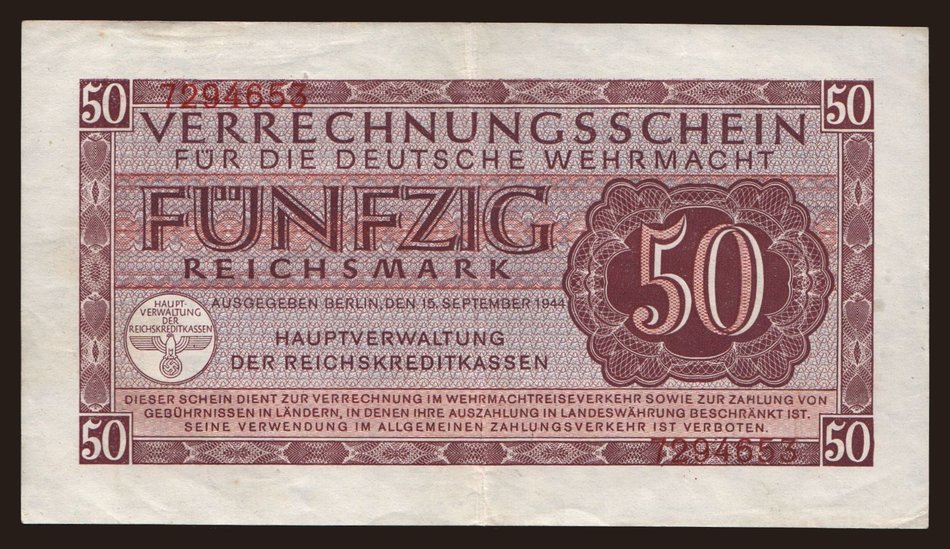 50
50
7294653
VERRECHNUNGSSCHEIN
FÜR DIE DEUTSCHE WEHRMACHT
FÜNFZIG
REICHSMARK
50
AUSGEGEBEN BERLIN, DEN 15. SEPTEMBER 1944
HAUPT-
VERWALTUNG
DER
REICHSKREDITKASSEN
HAUPTVERWALTUNG
DER REICHSKREDITKASSEN
DIESER SCHEIN DIENT ZUR VERRECHNUNG IM WEHRMACHTREISEVERKEHR SOWIE ZUR ZAHLUNG VON
GEBÜHRNISSEN IN LÄNDERN, IN DENEN IHRE AUSZAHLUNG IN LANDESWÄHRUNG BESCHRÄNKT IST.
SEINE VERWENDUNG IM ALLGEMEINEN ZAHLUNGSVERKEHR IST VERBOTEN.
50
50
7294653